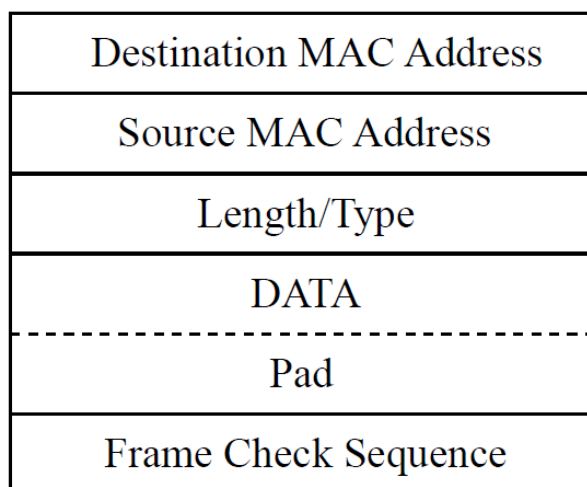 Destination MAC Address
Source MAC Address
Length/Type
DATA
Pad
Frame Check Sequence